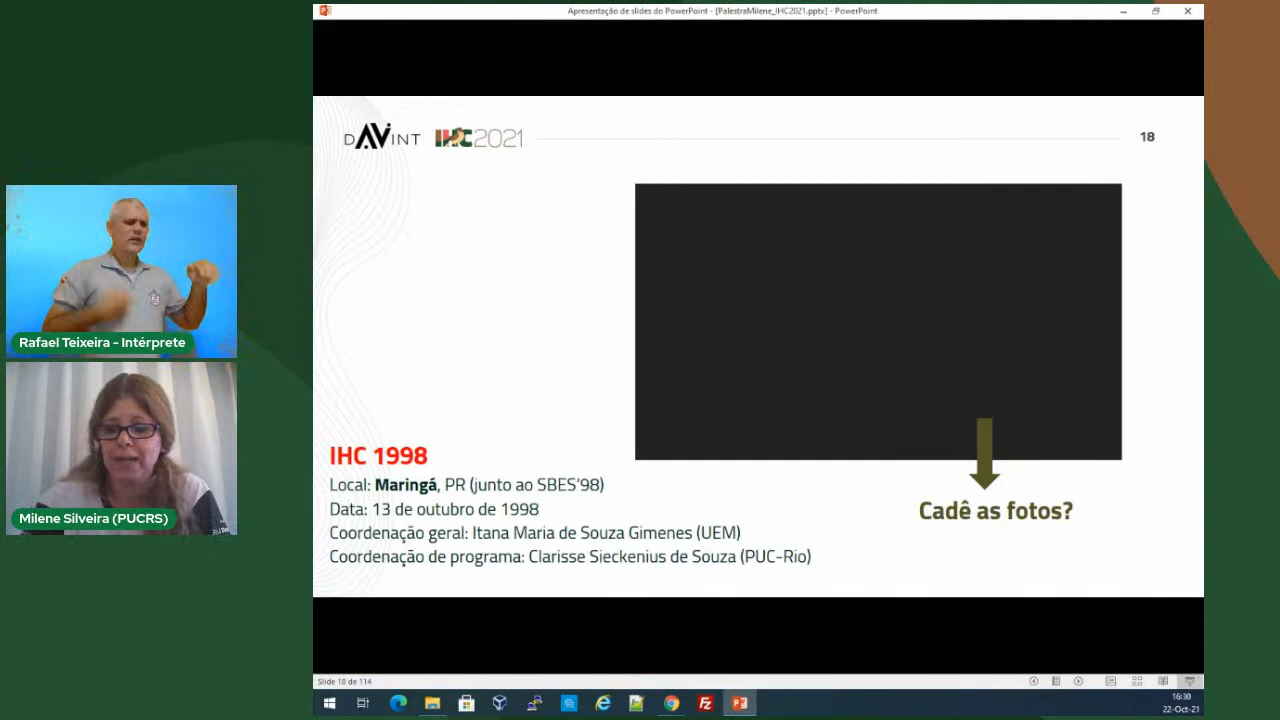 Apresentação de slides do PowerPoint - [PalestraMilene_IHC2021.pptx] - PowerPoint
DAVINT IHC2021
18
Rafael Teixeira - Intérprete
Milene Silveira (PUCRS)
IHC 1998
Local: Maringá, PR (junto ao SBES'98)
Data: 13 de outubro de 1998
Coordenação geral: Itana Maria de Souza Gimenes (UEM)
Coordenação de programa: Clarisse Sieckenius de Souza (PUC-Rio)
Cadê as fotos?
Slide 18 de 114
16:30
22-Oct-21